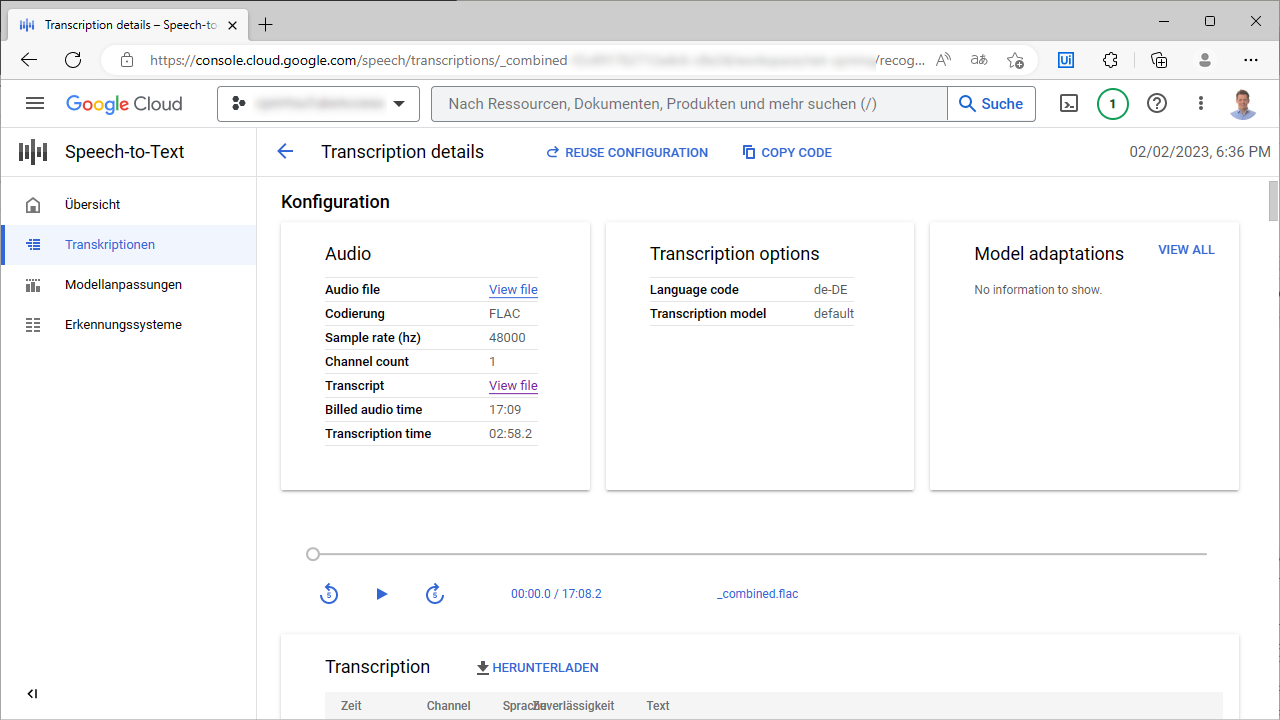 Transcription details – Speech-to
https://console.cloud.google.com/speech/transcriptions/_combined /recog...
Google Cloud
Nach Ressourcen, Dokumenten, Produkten und mehr suchen (/)
Suche
1
Speech-to-Text
Transcription details
REUSE CONFIGURATION
COPY CODE
02/02/2023, 6:36 PM
Übersicht
Transkriptionen
Modellanpassungen
Erkennungssysteme
Konfiguration
Audio
Audio file View file
Codierung FLAC
Sample rate (hz) 48000
Channel count 1
Transcript View file
Billed audio time 17:09
Transcription time 02:58.2
Transcription options
Language code de-DE
Transcription model default
Model adaptations
VIEW ALL
No information to show.
5
5
00:00.0 / 17:08.2
_combined.flac
Transcription
HERUNTERLADEN
Zeit Channel Sprache Zuverlässigkeit Text